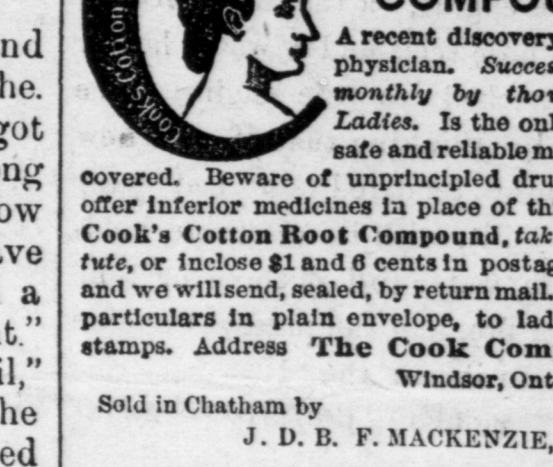 COMPOU
Cook's Cotton
A recent discovery
physician. Succes
monthly by thou
Ladies. Is the onl
safe and reliable m
covered. Beware of unprincipled dru
offer inferior medicines in place of th
Cook's Cotton Root Compound, tak
tute, or inclose $1 and 6 cents in postag
and we will send, sealed, by return mail.
particulars in plain envelope, to lad
stamps. Address The Cook Com
Windsor, Ont
Sold in Chatham by
J. D. B. F. MACKENZIE,
nd
he.
got
ong
ow
ve
a
t."
il,"
he
ed